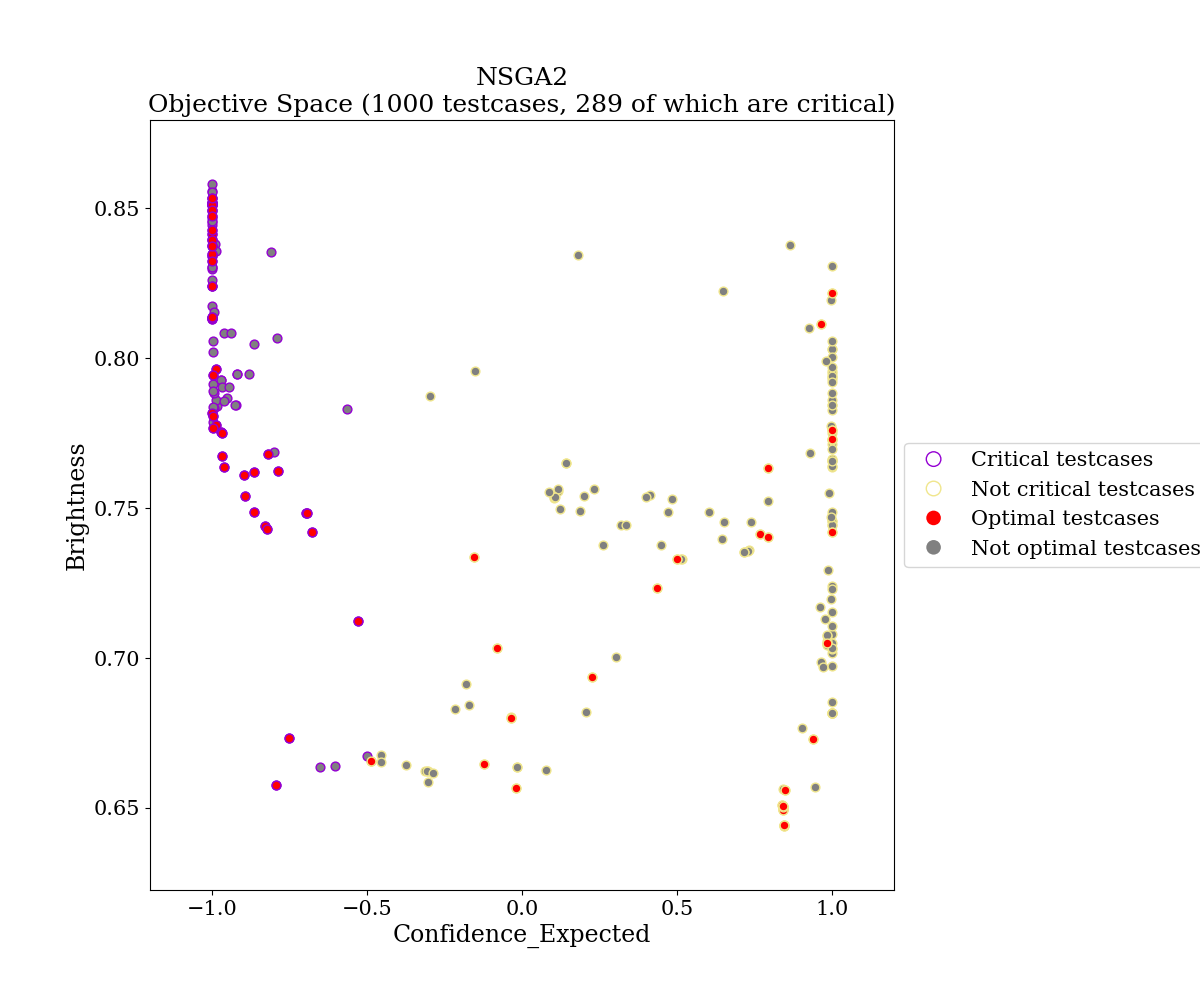 NSGA2
Objective Space (1000 testcases, 289 of which are critical)
0.85
0.80
0.75
0.70
0.65
Brightness
−1.0
−0.5
0.0
0.5
1.0
Confidence_Expected
Critical testcases
Not critical testcases
Optimal testcases
Not optimal testcases